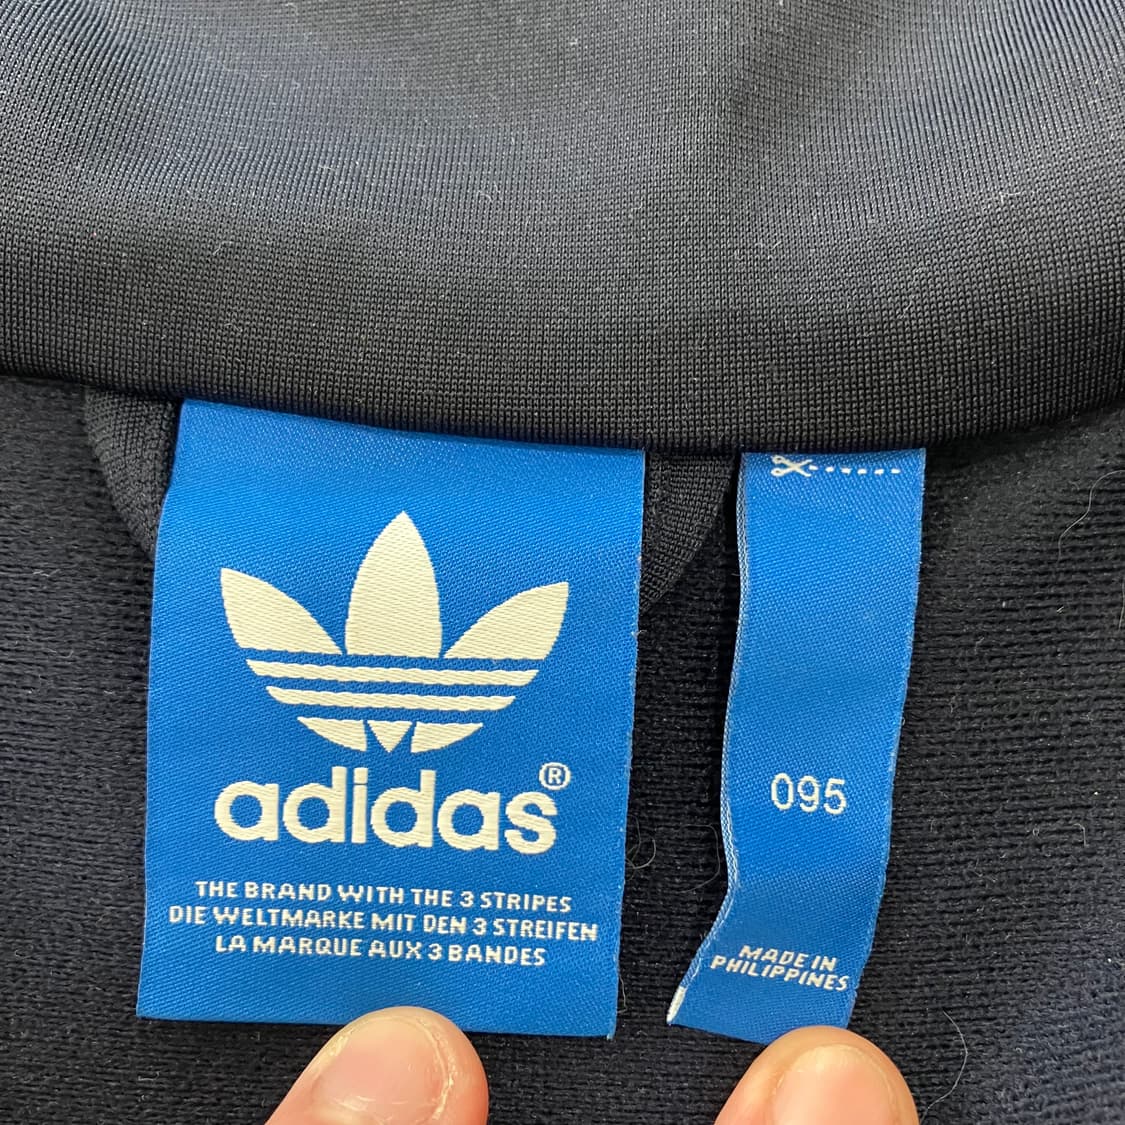 adidas®
THE BRAND WITH THE 3 STRIPES
DIE WELTMARKE MIT DEN 3 STREIFEN
LA MARQUE AUX 3 BANDES
095
MADE IN
PHILIPPINES